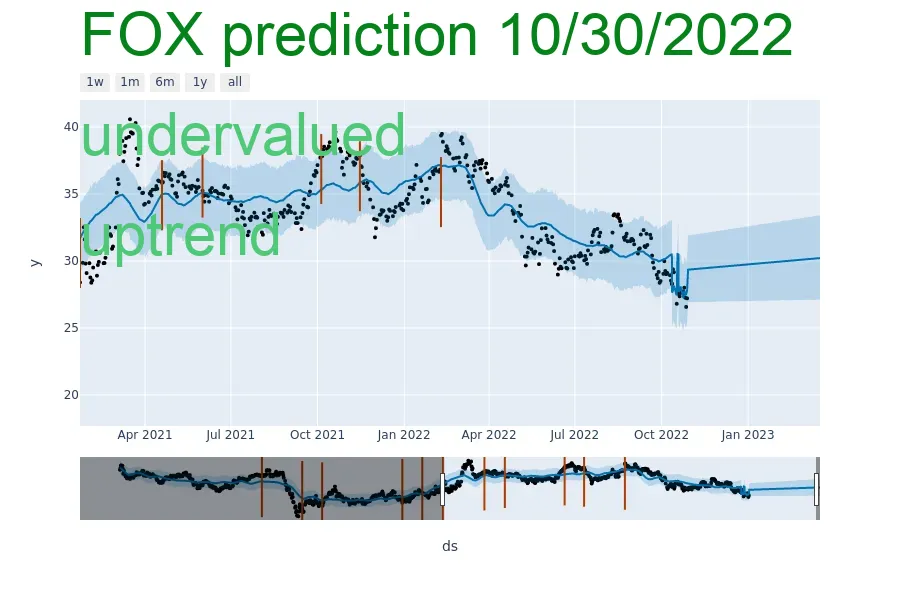 FOX prediction 10/30/2022
1w 1m 6m 1y all
undervalued
uptrend
40
35
30
25
20
y
Apr 2021 Jul 2021 Oct 2021 Jan 2022 Apr 2022 Jul 2022 Oct 2022 Jan 2023
ds